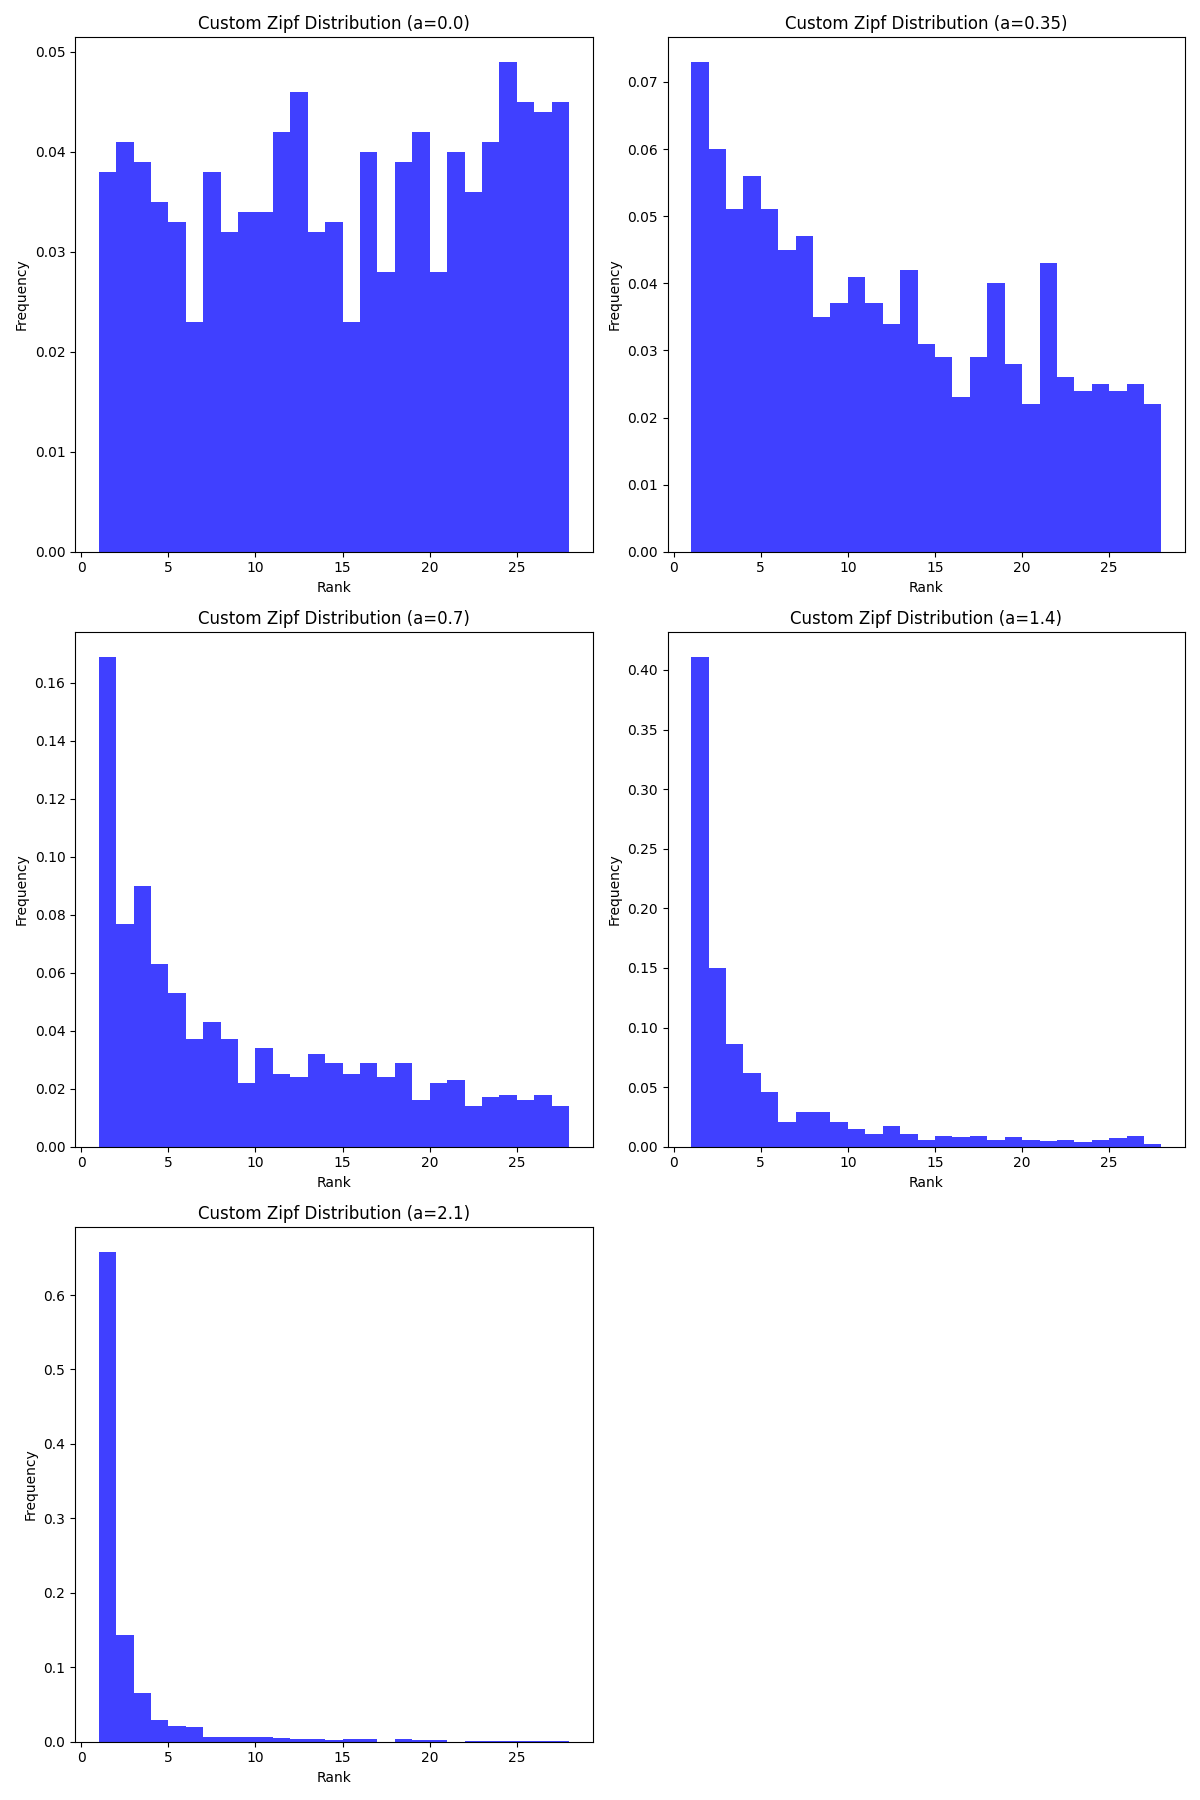 Custom Zipf Distribution (a=0.0)
0.05
0.04
0.03
0.02
0.01
0.00
Frequency
0 5 10 15 20 25
Rank
Custom Zipf Distribution (a=0.35)
0.07
0.06
0.05
0.04
0.03
0.02
0.01
0.00
Frequency
0 5 10 15 20 25
Rank
Custom Zipf Distribution (a=0.7)
0.16
0.14
0.12
0.10
0.08
0.06
0.04
0.02
0.00
Frequency
0 5 10 15 20 25
Rank
Custom Zipf Distribution (a=1.4)
0.40
0.35
0.30
0.25
0.20
0.15
0.10
0.05
0.00
Frequency
0 5 10 15 20 25
Rank
Custom Zipf Distribution (a=2.1)
0.6
0.5
0.4
0.3
0.2
0.1
0.0
Frequency
0 5 10 15 20 25
Rank